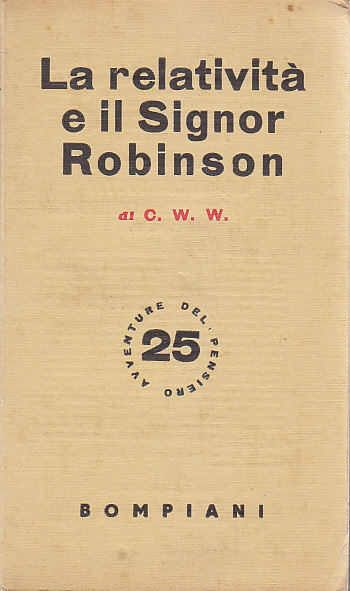 La relatività
e il Signor
Robinson
di C. W. W.
AVVENTURE DEL PENSIERO
25
BOMPIANI